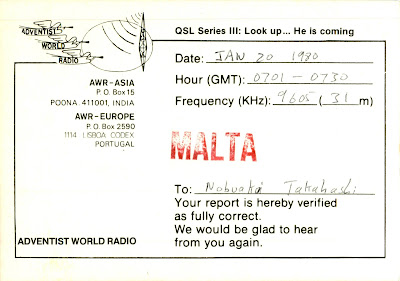 ADVENTIST
WORLD
RADIO
AWR-ASIA
P. O. Box 15
POONA 411001, INDIA
AWR-EUROPE
P. O. Box 2590
1114 LISBOA CODEX
PORTUGAL
ADVENTIST WORLD RADIO
QSL Series III: Look up... He is coming
Date: JAN 20 1980
Hour (GMT): 0701 - 0730
Frequency (KHz): 9605 ( 31 m)
MALTA
To: Nobuaki Takahashi
Your report is hereby verified
as fully correct.
We would be glad to hear
from you again.